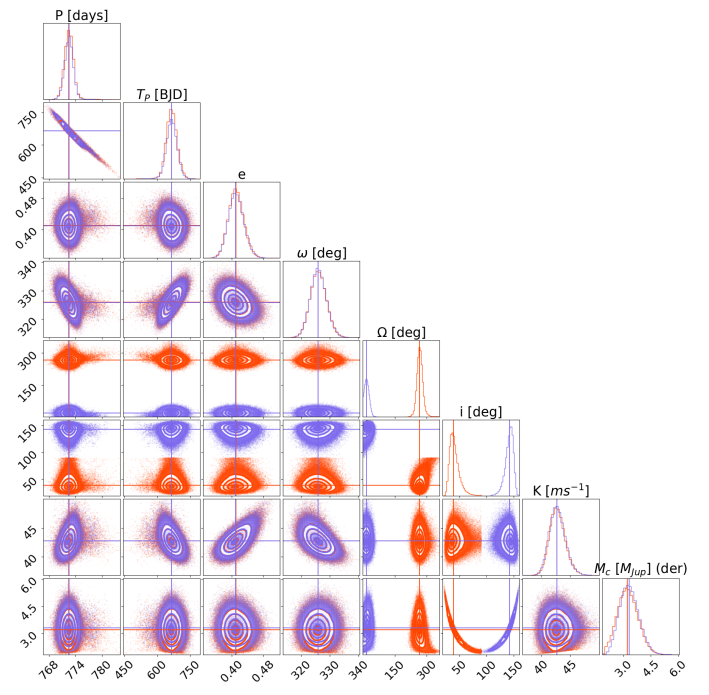 P [days]
T_P [BJD]
750
600
450
e
0.48
0.40
ω [deg]
340
330
320
Ω [deg]
300
150
i [deg]
150
100
50
K [ms⁻¹]
45
40
M_c [M_Jup] (der)
6.0
4.5
3.0
768 774 780 450 600 750 0.40 0.48 320 330 340 150 300 50 100 150 40 45 3.0 4.5 6.0